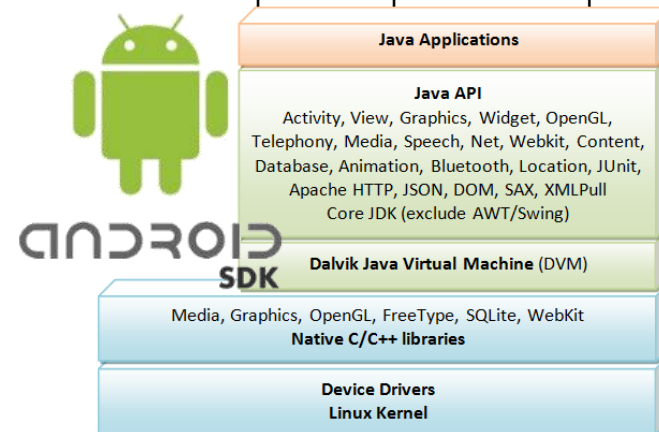 Java Applications
Java API
Activity, View, Graphics, Widget, OpenGL,
Telephony, Media, Speech, Net, Webkit, Content,
Database, Animation, Bluetooth, Location, JUnit,
Apache HTTP, JSON, DOM, SAX, XMLPull
Core JDK (exclude AWT/Swing)
ANDROID
SDK
Dalvik Java Virtual Machine (DVM)
Media, Graphics, OpenGL, FreeType, SQLite, WebKit
Native C/C++ libraries
Device Drivers
Linux Kernel